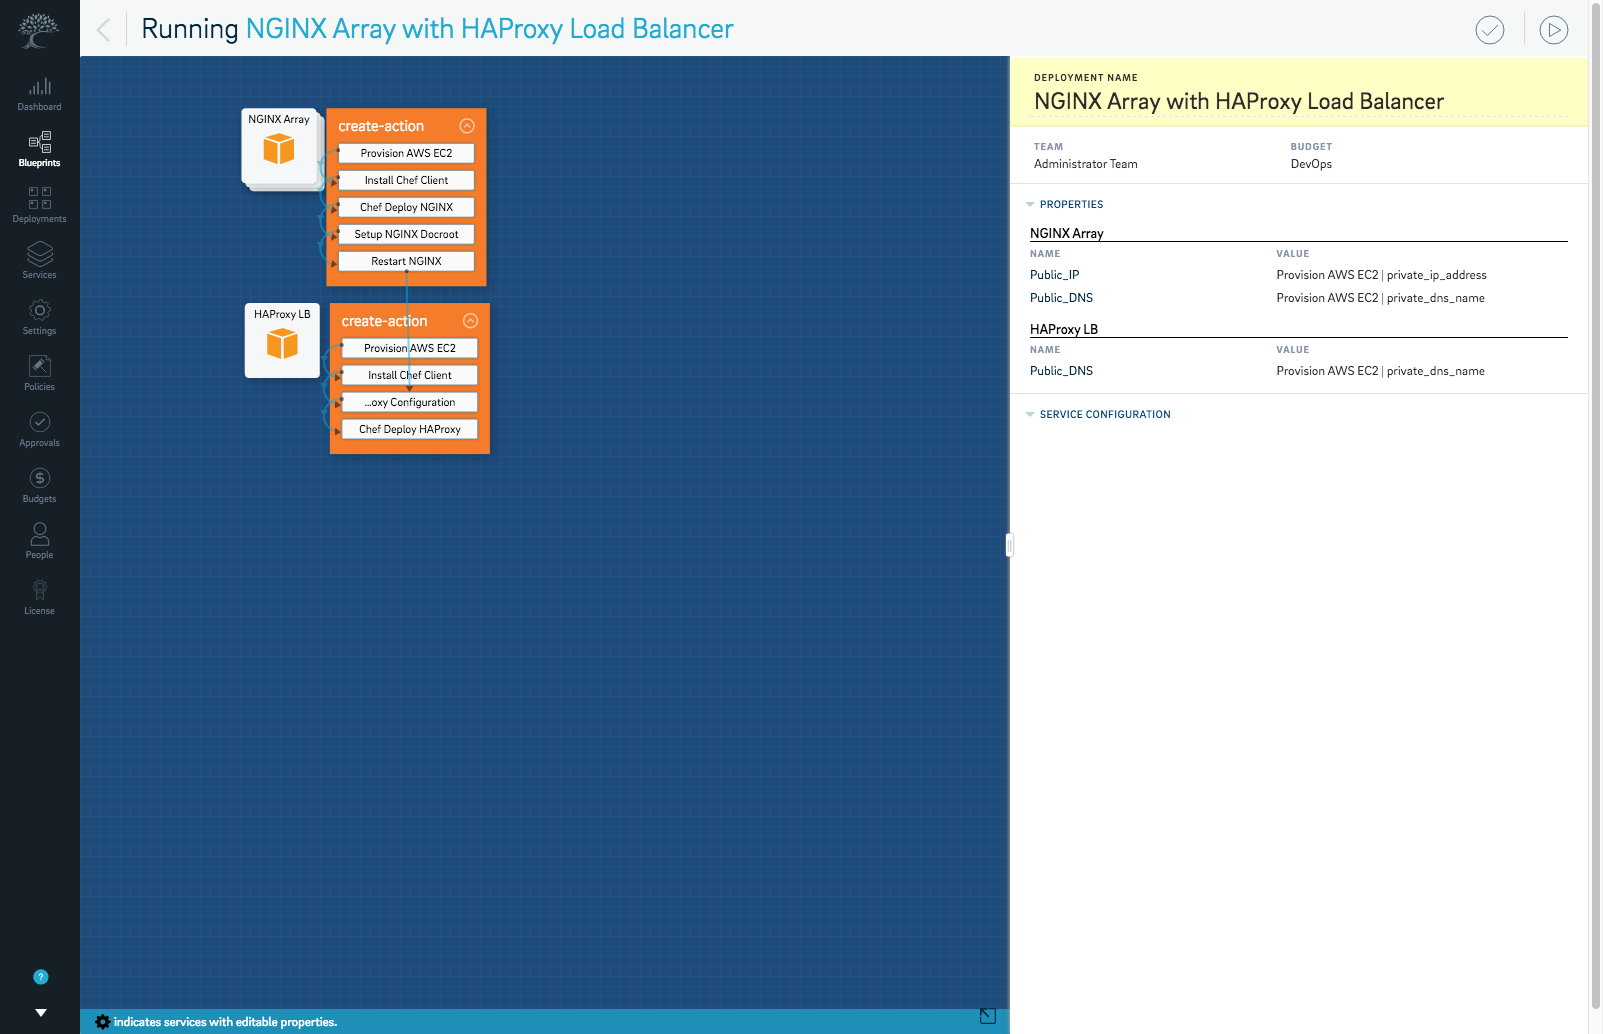 Running NGINX Array with HAProxy Load Balancer
Dashboard
Blueprints
Deployments
Services
Settings
Policies
Approvals
Budgets
People
License
?
NGINX Array
create-action
Provision AWS EC2
Install Chef Client
Chef Deploy NGINX
Setup NGINX Docroot
Restart NGINX
HAProxy LB
create-action
Provision AWS EC2
Install Chef Client
...oxy Configuration
Chef Deploy HAProxy
indicates services with editable properties.
DEPLOYMENT NAME
NGINX Array with HAProxy Load Balancer
TEAM BUDGET
Administrator Team DevOps
PROPERTIES
NGINX Array
NAME VALUE
Public_IP Provision AWS EC2 | private_ip_address
Public_DNS Provision AWS EC2 | private_dns_name
HAProxy LB
NAME VALUE
Public_DNS Provision AWS EC2 | private_dns_name
SERVICE CONFIGURATION